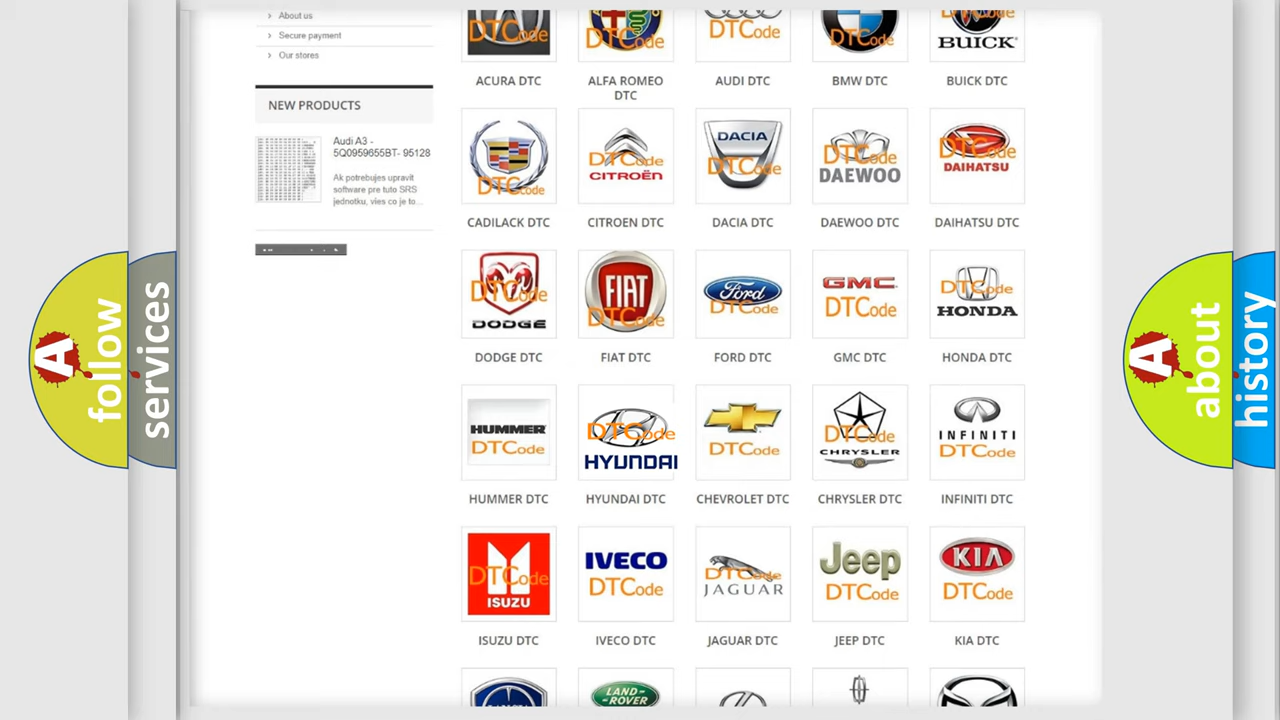 About us
Secure payment
Our stores
NEW PRODUCTS
Audi A3 -
5Q0959655BT- 95128
Ak potrebujes upravit
software pre tuto SRS
jednotku, vies co je to...
DTCode
DTCode
DTCode
DTCode
BUICK
ACURA DTC
ALFA ROMEO
DTC
AUDI DTC
BMW DTC
BUICK DTC
DTCode
DTCode
CITROËN
DACIA
DTCode
DTCode
DAEWOO
DTCode
DAIHATSU
CADILACK DTC
CITROEN DTC
DACIA DTC
DAEWOO DTC
DAIHATSU DTC
DTCode
DODGE
FIAT
DTCode
Ford
DTCode
GMC
DTCode
DTCode
HONDA
DODGE DTC
FIAT DTC
FORD DTC
GMC DTC
HONDA DTC
HUMMER
DTCode
DTCode
HYUNDAI
DTCode
DTCode
CHRYSLER
INFINITI
DTCode
HUMMER DTC
HYUNDAI DTC
CHEVROLET DTC
CHRYSLER DTC
INFINITI DTC
DTCode
ISUZU
IVECO
DTCode
DTCode
JAGUAR
Jeep
DTCode
KIA
DTCode
ISUZU DTC
IVECO DTC
JAGUAR DTC
JEEP DTC
KIA DTC
LAND-
ROVER
A
follow
services
A
about
history